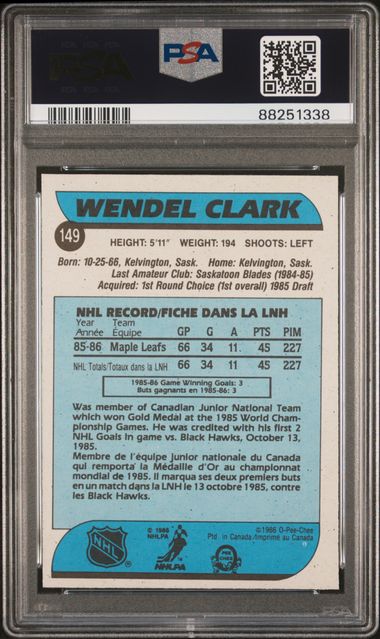 PSA
88251338
WENDEL CLARK
149
HEIGHT: 5'11" WEIGHT: 194 SHOOTS: LEFT
Born: 10-25-66, Kelvington, Sask. Home: Kelvington, Sask.
Last Amateur Club: Saskatoon Blades (1984-85)
Acquired: 1st Round Choice (1st overall) 1985 Draft
NHL RECORD/FICHE DANS LA LNH
Year Team
Année Équipe GP G A PTS PIM
85-86 Maple Leafs 66 34 11 45 227
NHL Totals/Totaux dans la LNH 66 34 11 45 227
1985-86 Game Winning Goals: 3
Buts gagnants en 1985-86: 3
Was member of Canadian Junior National Team
which won Gold Medal at the 1985 World Cham-
pionship Games. He was credited with his first 2
NHL Goals in game vs. Black Hawks, October 13,
1985.
Membre de l'équipe junior nationale du Canada
qui remporta la Médaille d'Or au championnat
mondial de 1985. Il marqua ses deux premiers buts
en un match dans la LNH le 13 octobre 1985, contre
les Black Hawks.
NHL
© 1986
NHLPA
NHLPA
O PEE CHEE
©1986 O-Pee-Chee
Ptd. in Canada/Imprimé au Canada